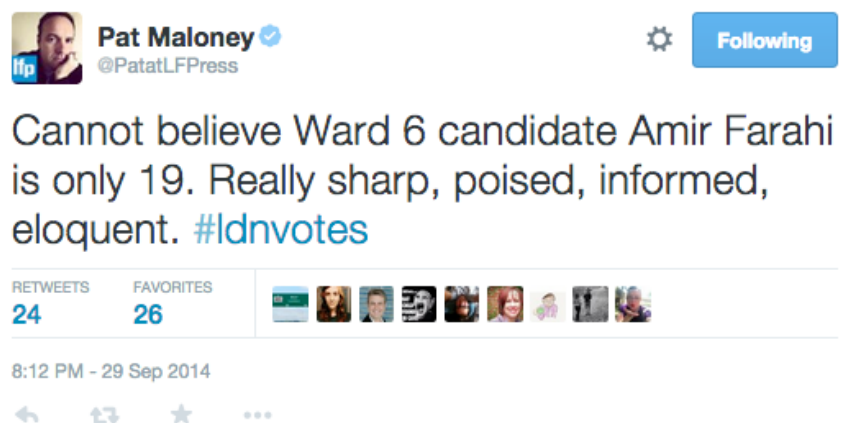 Pat Maloney
@PatatLFPress
Following
lfp
Cannot believe Ward 6 candidate Amir Farahi
is only 19. Really sharp, poised, informed,
eloquent. #ldnvotes
RETWEETS FAVORITES
24 26
8:12 PM - 29 Sep 2014